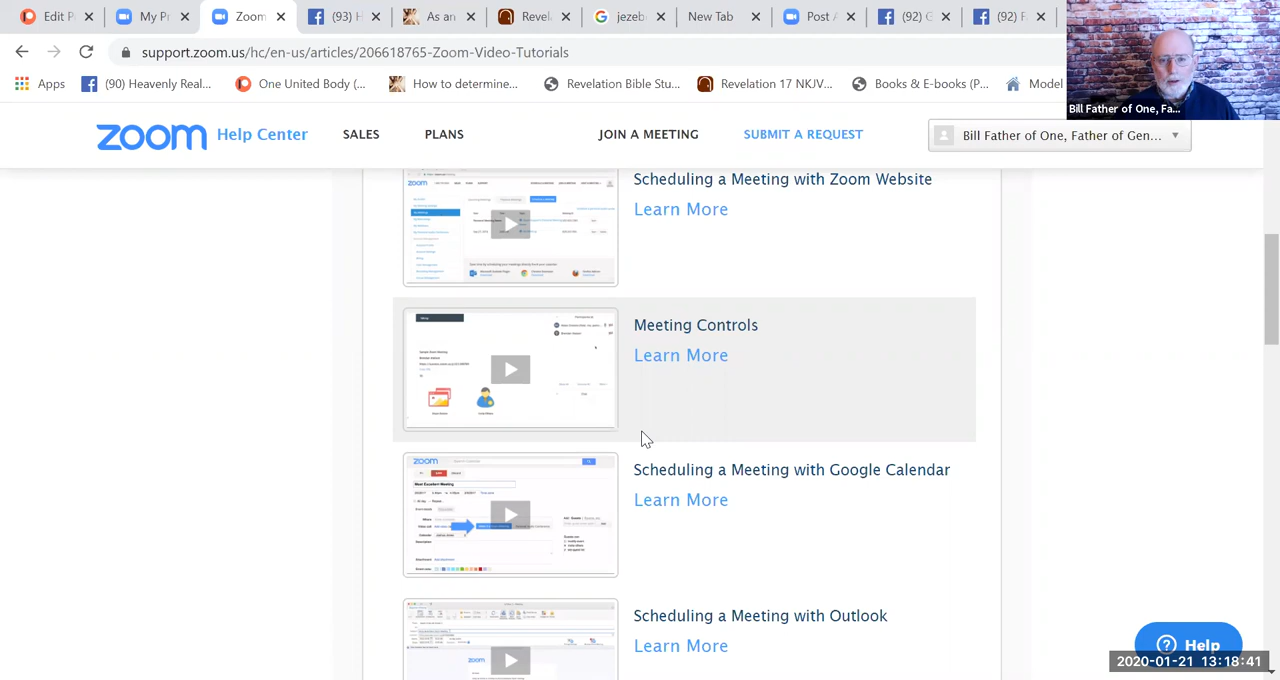 Edit P
My Pr
Zoom
(93) H
As an
Revel
jezeb
New Tab
Post A
(92) G
(92) F
support.zoom.us/hc/en-us/articles/206618765-Zoom-Video-Tutorials
Apps
(90) Heavenly Real...
One United Body (...
How to determine...
Revelation Bible Stu...
Revelation 17 NKJV...
Books & E-books (P...
Model
Bill Father of One, Fa...
zoom Help Center
SALES
PLANS
JOIN A MEETING
SUBMIT A REQUEST
Bill Father of One, Father of Gen...
Scheduling a Meeting with Zoom Website
Learn More
Meeting Controls
Learn More
Scheduling a Meeting with Google Calendar
Learn More
Scheduling a Meeting with Outlook
Learn More
zoom
zoom
zoom
Help
2020-01-21 13:18:41